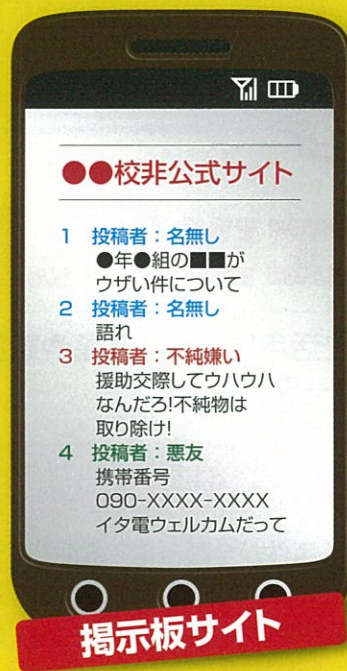 ●●校非公式サイト
1 投稿者：名無し
●年●組の■■が
ウザい件について
2 投稿者：名無し
語れ
3 投稿者：不純嫌い
援助交際してウハウハ
なんだろ!不純物は
取り除け!
4 投稿者：悪友
携帯番号
090-XXXX-XXXX
イタ電ウェルカムだって
掲示板サイト